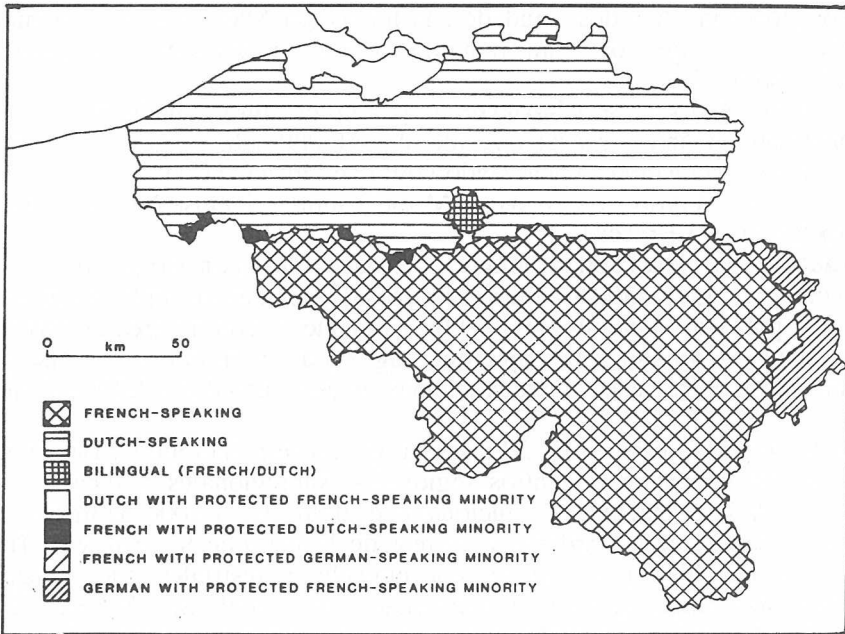 0 50
km
FRENCH-SPEAKING
DUTCH-SPEAKING
BILINGUAL (FRENCH/DUTCH)
DUTCH WITH PROTECTED FRENCH-SPEAKING MINORITY
FRENCH WITH PROTECTED DUTCH-SPEAKING MINORITY
FRENCH WITH PROTECTED GERMAN-SPEAKING MINORITY
GERMAN WITH PROTECTED FRENCH-SPEAKING MINORITY